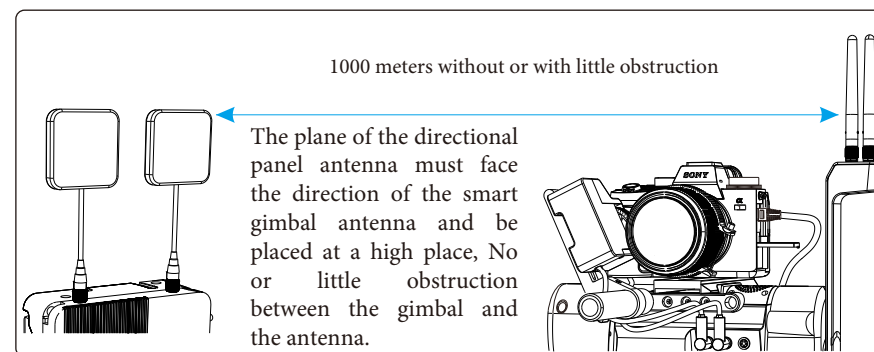 1000 meters without or with little obstruction
The plane of the directional
panel antenna must face
the direction of the smart
gimbal antenna and be
placed at a high place, No
or little obstruction
between the gimbal and
the antenna.
SONY
α